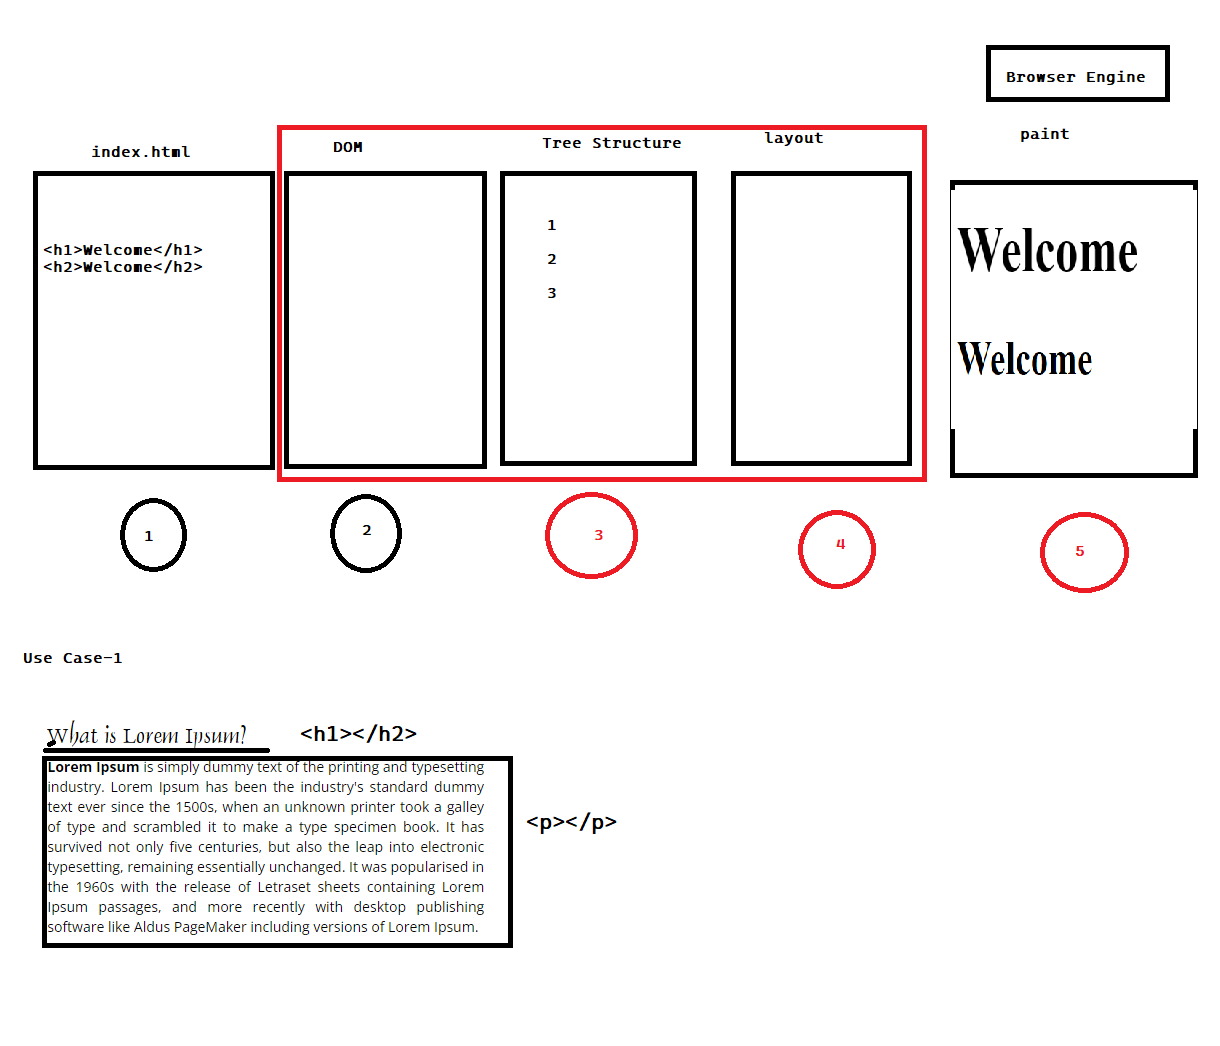 Browser Engine
index.html
DOM
Tree Structure
layout
paint
<h1>Welcome</h1>
<h2>Welcome</h2>
1
2
3
Welcome
Welcome
1
2
3
4
5
Use Case-1
What is Lorem Ipsum?
<h1></h2>
Lorem Ipsum is simply dummy text of the printing and typesetting
industry. Lorem Ipsum has been the industry's standard dummy
text ever since the 1500s, when an unknown printer took a galley
of type and scrambled it to make a type specimen book. It has
survived not only five centuries, but also the leap into electronic
typesetting, remaining essentially unchanged. It was popularised in
the 1960s with the release of Letraset sheets containing Lorem
Ipsum passages, and more recently with desktop publishing
software like Aldus PageMaker including versions of Lorem Ipsum.
<p></p>